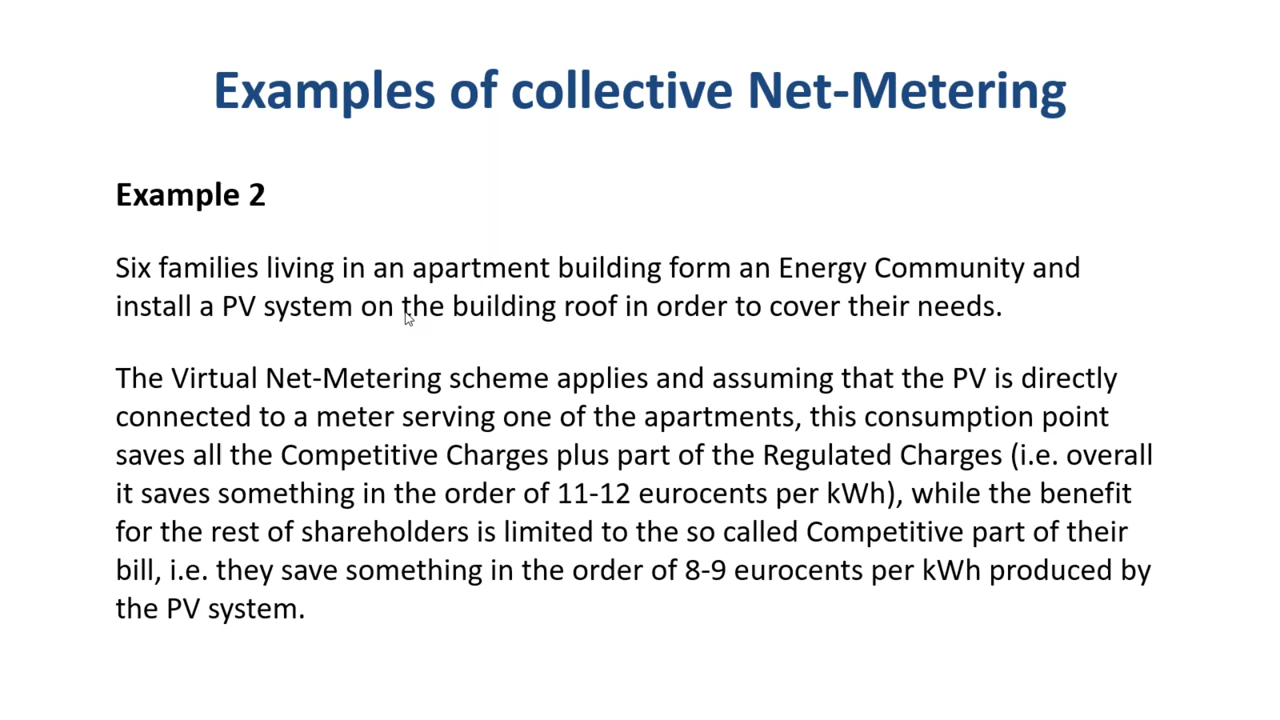 Examples of collective Net-Metering
Example 2
Six families living in an apartment building form an Energy Community and
install a PV system on the building roof in order to cover their needs.
The Virtual Net-Metering scheme applies and assuming that the PV is directly
connected to a meter serving one of the apartments, this consumption point
saves all the Competitive Charges plus part of the Regulated Charges (i.e. overall
it saves something in the order of 11-12 eurocents per kWh), while the benefit
for the rest of shareholders is limited to the so called Competitive part of their
bill, i.e. they save something in the order of 8-9 eurocents per kWh produced by
the PV system.